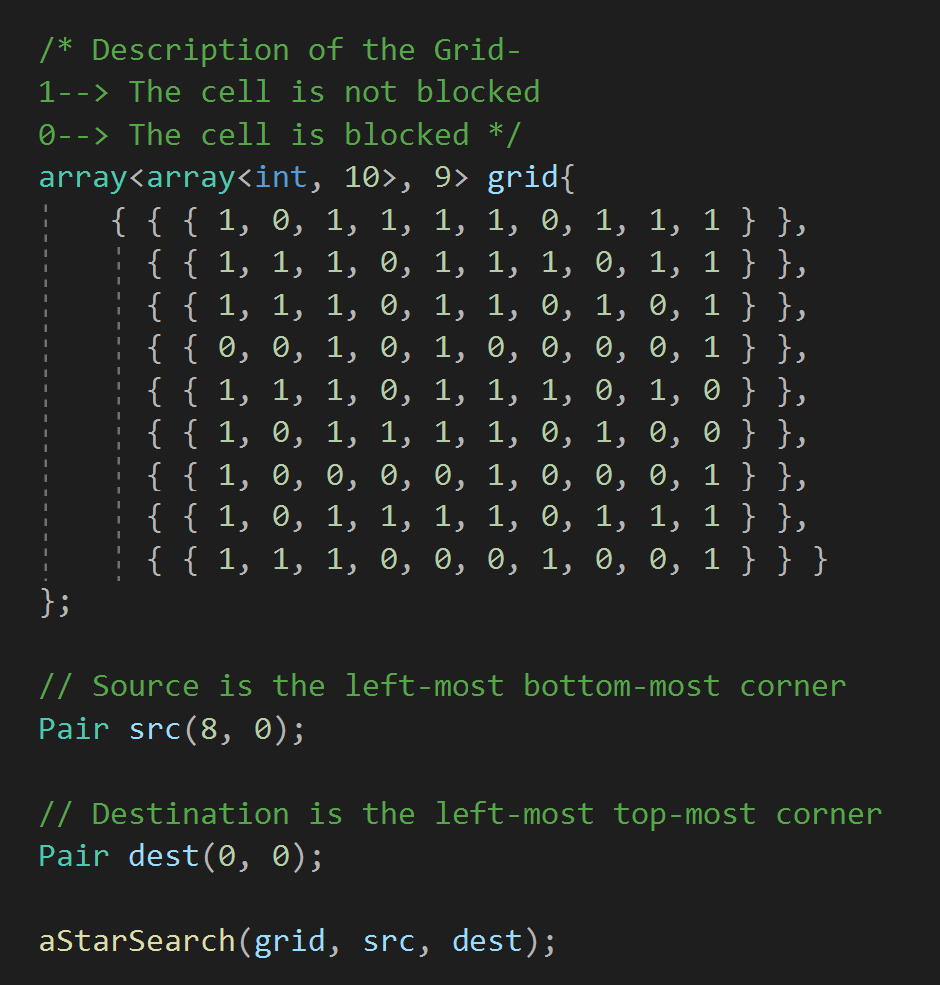 /* Description of the Grid-
1--> The cell is not blocked
0--> The cell is blocked */
array<array<int, 10>, 9> grid{
{ { { 1, 0, 1, 1, 1, 1, 0, 1, 1, 1 } },
{ { 1, 1, 1, 0, 1, 1, 1, 0, 1, 1 } },
{ { 1, 1, 1, 0, 1, 1, 0, 1, 0, 1 } },
{ { 0, 0, 1, 0, 1, 0, 0, 0, 0, 1 } },
{ { 1, 1, 1, 0, 1, 1, 1, 0, 1, 0 } },
{ { 1, 0, 1, 1, 1, 1, 0, 1, 0, 0 } },
{ { 1, 0, 0, 0, 0, 1, 0, 0, 0, 1 } },
{ { 1, 0, 1, 1, 1, 1, 0, 1, 1, 1 } },
{ { 1, 1, 1, 0, 0, 0, 1, 0, 0, 1 } } }
};
// Source is the left-most bottom-most corner
Pair src(8, 0);
// Destination is the left-most top-most corner
Pair dest(0, 0);
aStarSearch(grid, src, dest);